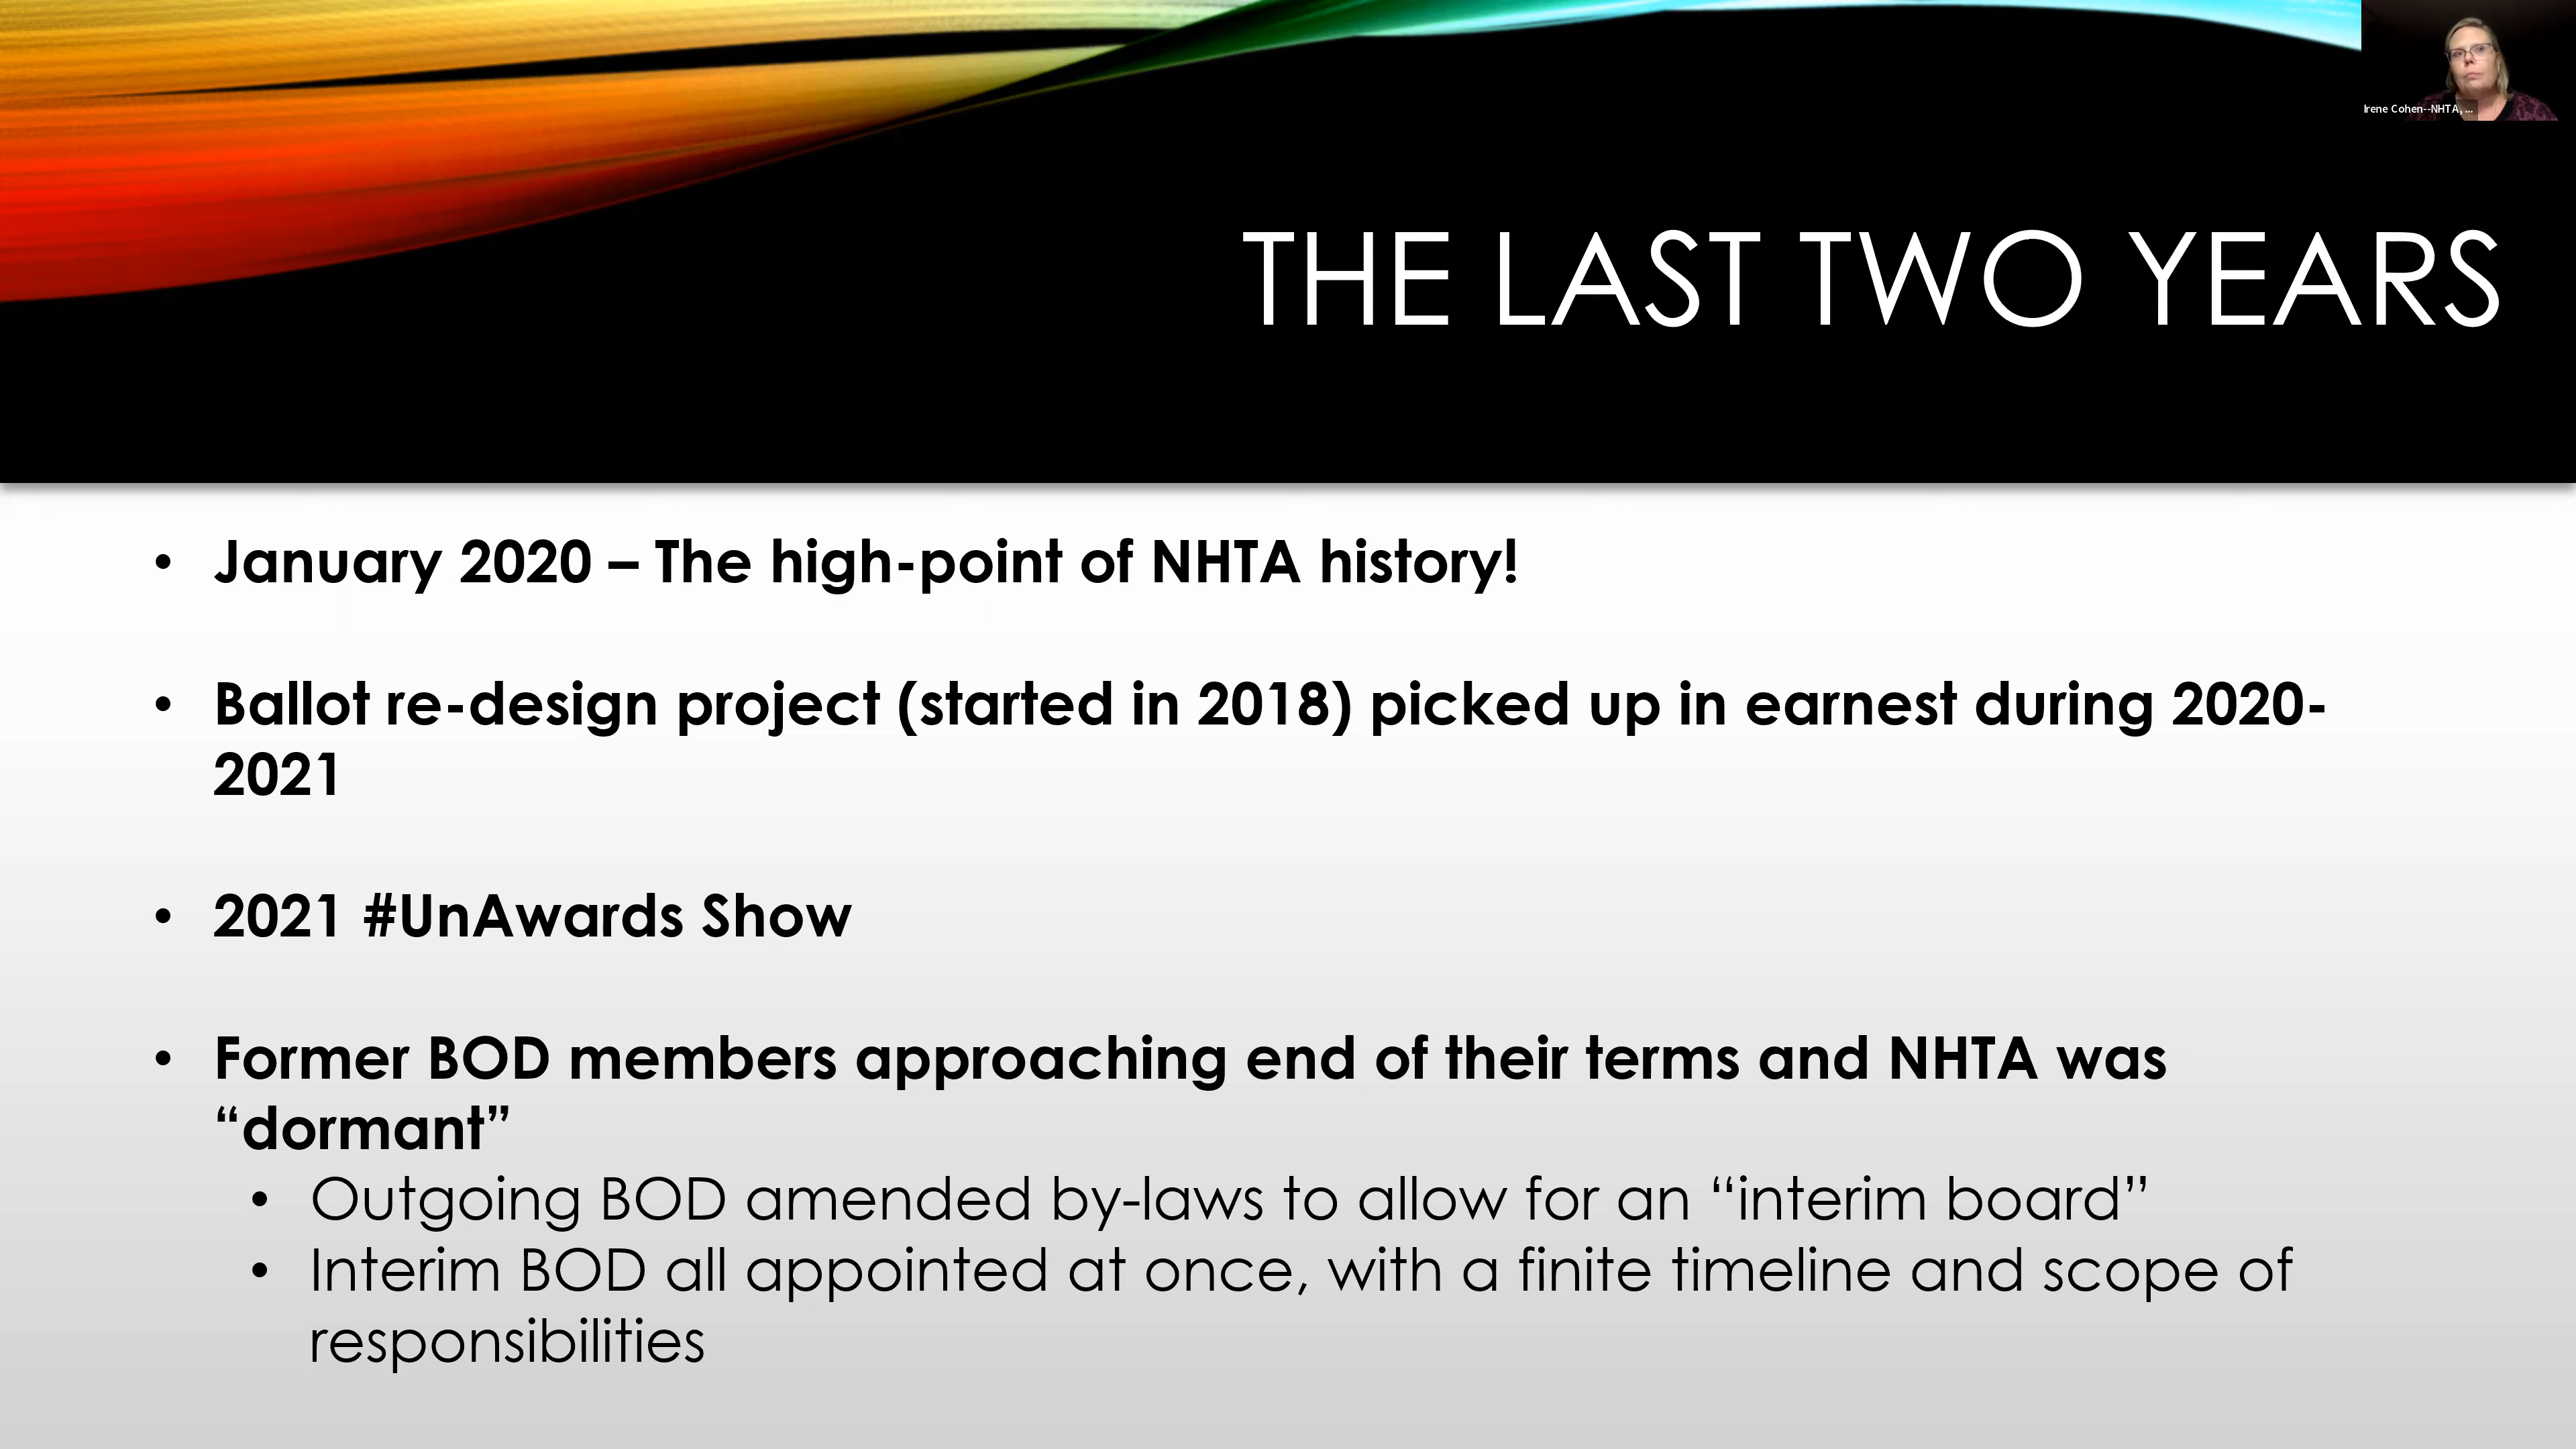 Irene Cohen--NHTA, ...
THE LAST TWO YEARS
• January 2020 – The high-point of NHTA history!
• Ballot re-design project (started in 2018) picked up in earnest during 2020-
2021
• 2021 #UnAwards Show
• Former BOD members approaching end of their terms and NHTA was
“dormant”
• Outgoing BOD amended by-laws to allow for an “interim board”
• Interim BOD all appointed at once, with a finite timeline and scope of
responsibilities